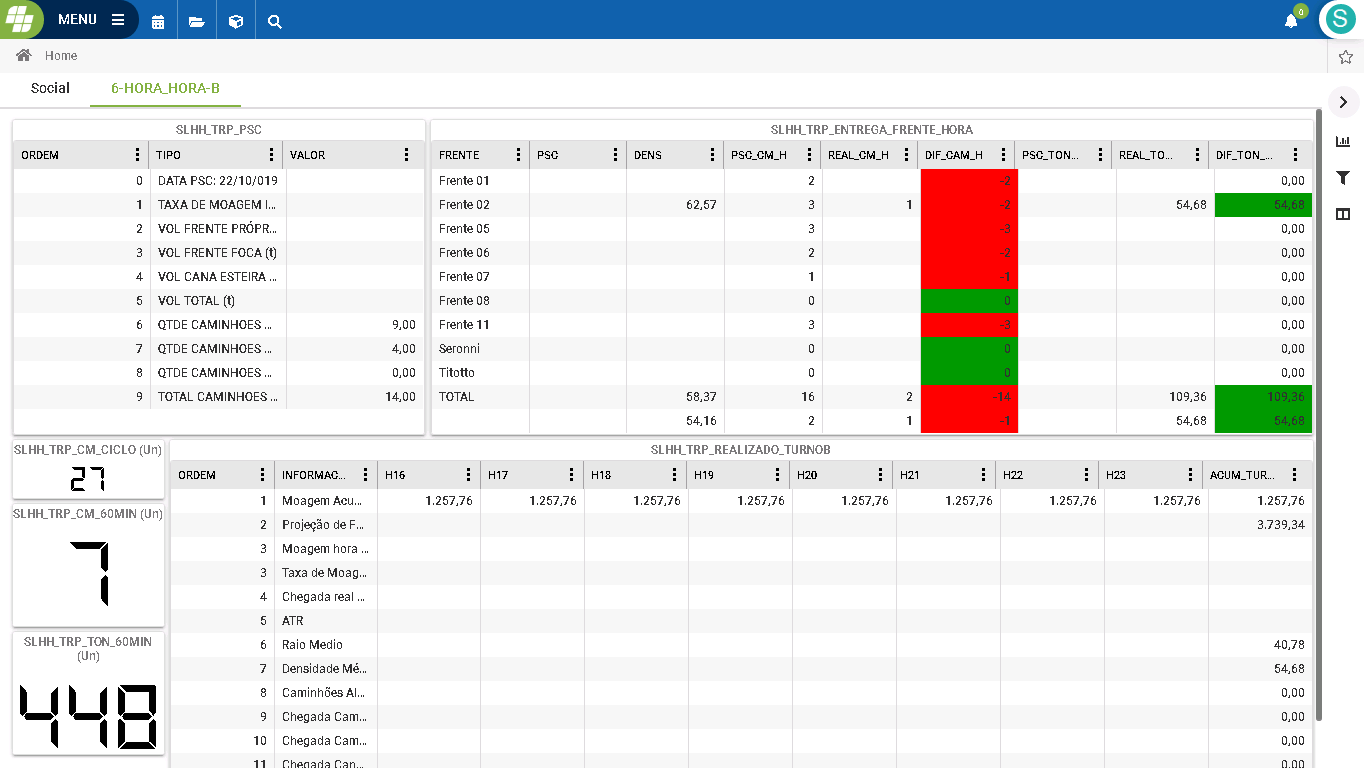 MENU
0
S
Home
Social 6-HORA_HORA-B
SLHH_TRP_PSC
ORDEM TIPO VALOR
0 DATA PSC: 22/10/019
1 TAXA DE MOAGEM I...
2 VOL FRENTE PRÓPR...
3 VOL FRENTE FOCA (t)
4 VOL CANA ESTEIRA ...
5 VOL TOTAL (t)
6 QTDE CAMINHOES ... 9,00
7 QTDE CAMINHOES ... 4,00
8 QTDE CAMINHOES ... 0,00
9 TOTAL CAMINHOES ... 14,00
SLHH_TRP_ENTREGA_FRENTE_HORA
FRENTE PSC DENS PSC_CM_H REAL_CM_H DIF_CAM_H PSC_TON... REAL_TO... DIF_TON_...
Frente 01 2 -2 0,00
Frente 02 62,57 3 1 -2 54,68 54,68
Frente 05 3 -3 0,00
Frente 06 2 -2 0,00
Frente 07 1 -1 0,00
Frente 08 0 0 0,00
Frente 11 3 -3 0,00
Seronni 0 0 0,00
Titotto 0 0 0,00
TOTAL 58,37 16 2 -14 109,36 109,36
54,16 2 1 -1 54,68 54,68
SLHH_TRP_CM_CICLO (Un)
27
SLHH_TRP_CM_60MIN (Un)
7
SLHH_TRP_TON_60MIN
(Un)
448
SLHH_TRP_REALIZADO_TURNOB
ORDEM INFORMAC... H16 H17 H18 H19 H20 H21 H22 H23 ACUM_TUR...
1 Moagem Acu... 1.257,76 1.257,76 1.257,76 1.257,76 1.257,76 1.257,76 1.257,76 1.257,76 1.257,76
2 Projeção de F... 3.739,34
3 Moagem hora ...
3 Taxa de Moag...
4 Chegada real ...
5 ATR
6 Raio Medio 40,78
7 Densidade Mé... 54,68
8 Caminhões Al... 0,00
9 Chegada Cam... 0,00
10 Chegada Cam... 0,00
11 Chegada Can... 0,00